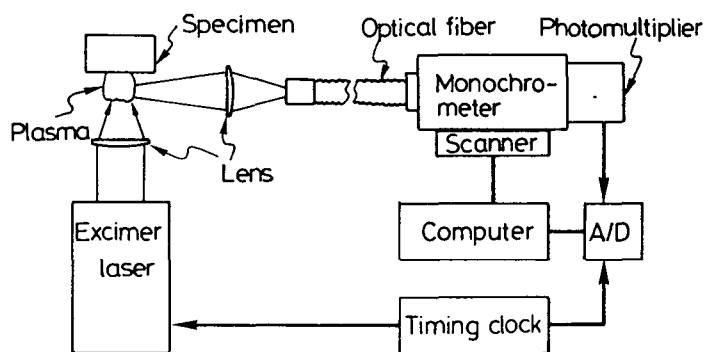 Specimen
Optical fiber
Photomultiplier
Monochro-
meter
Plasma
Scanner
Lens
Excimer
laser
Computer
A/D
Timing clock